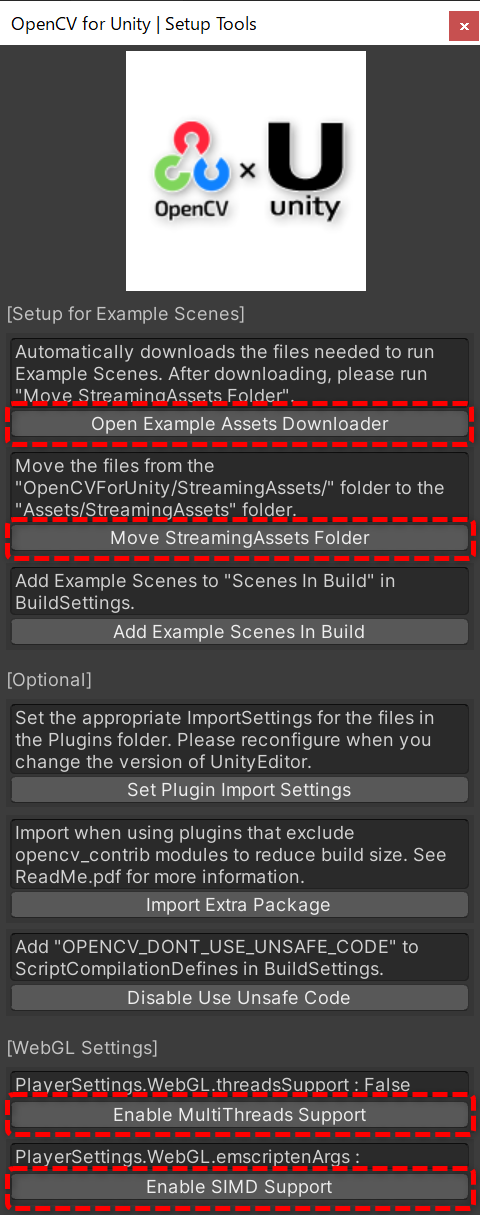 OpenCV for Unity | Setup Tools
×
OpenCV × unity
[Setup for Example Scenes]
Automatically downloads the files needed to run
Example Scenes. After downloading, please run
"Move StreamingAssets Folder".
Open Example Assets Downloader
Move the files from the
"OpenCVForUnity/StreamingAssets/" folder to the
"Assets/StreamingAssets" folder.
Move StreamingAssets Folder
Add Example Scenes to "Scenes In Build" in
BuildSettings.
Add Example Scenes In Build
[Optional]
Set the appropriate ImportSettings for the files in
the Plugins folder. Please reconfigure when you
change the version of UnityEditor.
Set Plugin Import Settings
Import when using plugins that exclude
opencv_contrib modules to reduce build size. See
ReadMe.pdf for more information.
Import Extra Package
Add "OPENCV_DONT_USE_UNSAFE_CODE" to
ScriptCompilationDefines in BuildSettings.
Disable Use Unsafe Code
[WebGL Settings]
PlayerSettings.WebGL.threadsSupport : False
Enable MultiThreads Support
PlayerSettings.WebGL.emscriptenArgs :
Enable SIMD Support